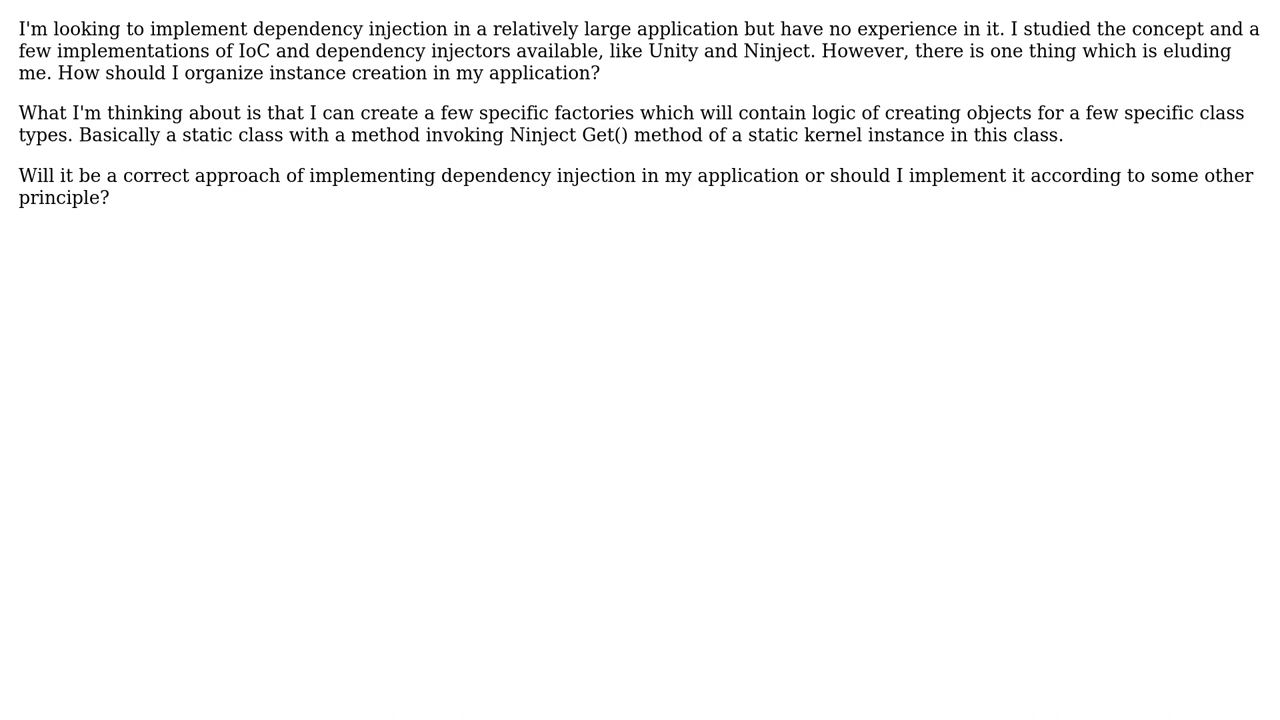 I'm looking to implement dependency injection in a relatively large application but have no experience in it. I studied the concept and a
few implementations of IoC and dependency injectors available, like Unity and Ninject. However, there is one thing which is eluding
me. How should I organize instance creation in my application?
What I'm thinking about is that I can create a few specific factories which will contain logic of creating objects for a few specific class
types. Basically a static class with a method invoking Ninject Get() method of a static kernel instance in this class.
Will it be a correct approach of implementing dependency injection in my application or should I implement it according to some other
principle?